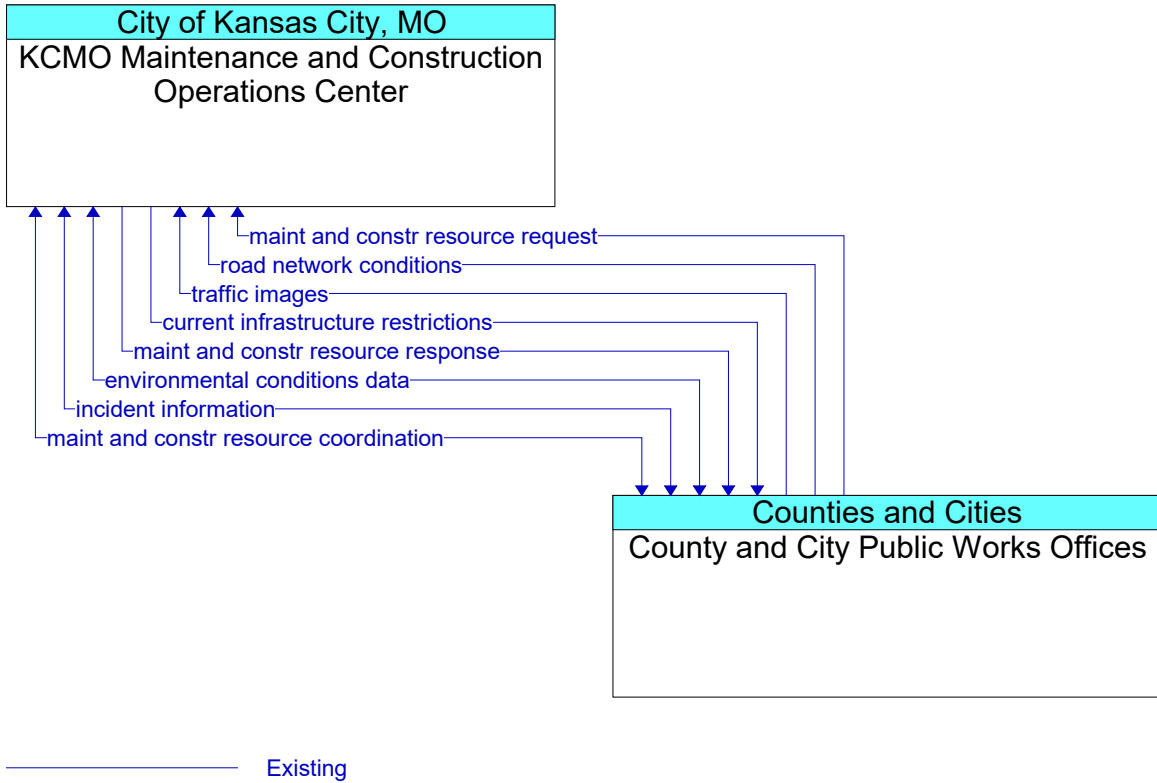 City of Kansas City, MO
KCMO Maintenance and Construction
Operations Center
maint and constr resource request
road network conditions
traffic images
current infrastructure restrictions
maint and constr resource response
environmental conditions data
incident information
maint and constr resource coordination
Counties and Cities
County and City Public Works Offices
Existing